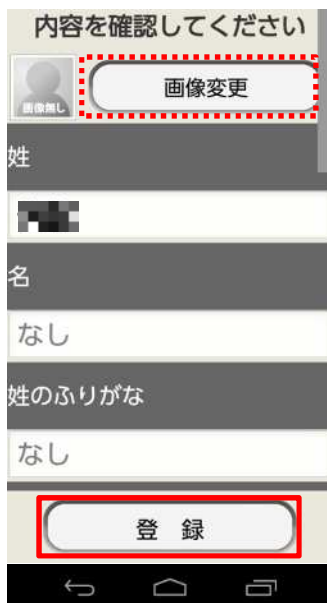 内容を確認してください
画像無し
画像変更
姓
名
なし
姓のふりがな
なし
登 録